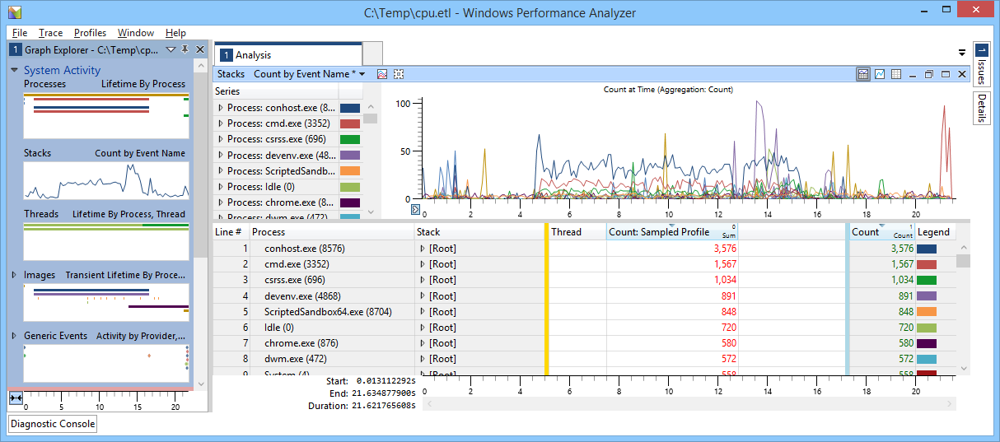 C:\Temp\cpu.etl - Windows Performance Analyzer
File Trace Profiles Window Help
1 Graph Explorer - C:\Temp\cp...
System Activity
Processes Lifetime By Process
Stacks Count by Event Name
Threads Lifetime By Process, Thread
Images Transient Lifetime By Proce...
Generic Events Activity by Provider,...
0 5 10 15 20
Diagnostic Console
1 Analysis
Stacks Count by Event Name *
Series
Process: conhost.exe (8...
Process: cmd.exe (3352)
Process: csrss.exe (696)
Process: devenv.exe (48...
Process: ScriptedSandb...
Process: Idle (0)
Process: chrome.exe (8...
Process: dwm.exe (472)
Count at Time (Aggregation: Count)
100
50
0
0 2 4 6 8 10 12 14 16 18 20
Line # Process Stack Thread Count: Sampled Profile 0 Sum Count 1 Count Legend
1 conhost.exe (8576) [Root] 3,576 3,576
2 cmd.exe (3352) [Root] 1,567 1,567
3 csrss.exe (696) [Root] 1,034 1,034
4 devenv.exe (4868) [Root] 891 891
5 ScriptedSandbox64.exe (8704) [Root] 848 848
6 Idle (0) [Root] 720 720
7 chrome.exe (876) [Root] 580 580
8 dwm.exe (472) [Root] 572 572
9 System (4) [Root] 558 558
Start: 0.013112292s
End: 21.634877900s
Duration: 21.621765608s
0 2 4 6 8 10 12 14 16 18 20
1 Issues
Details